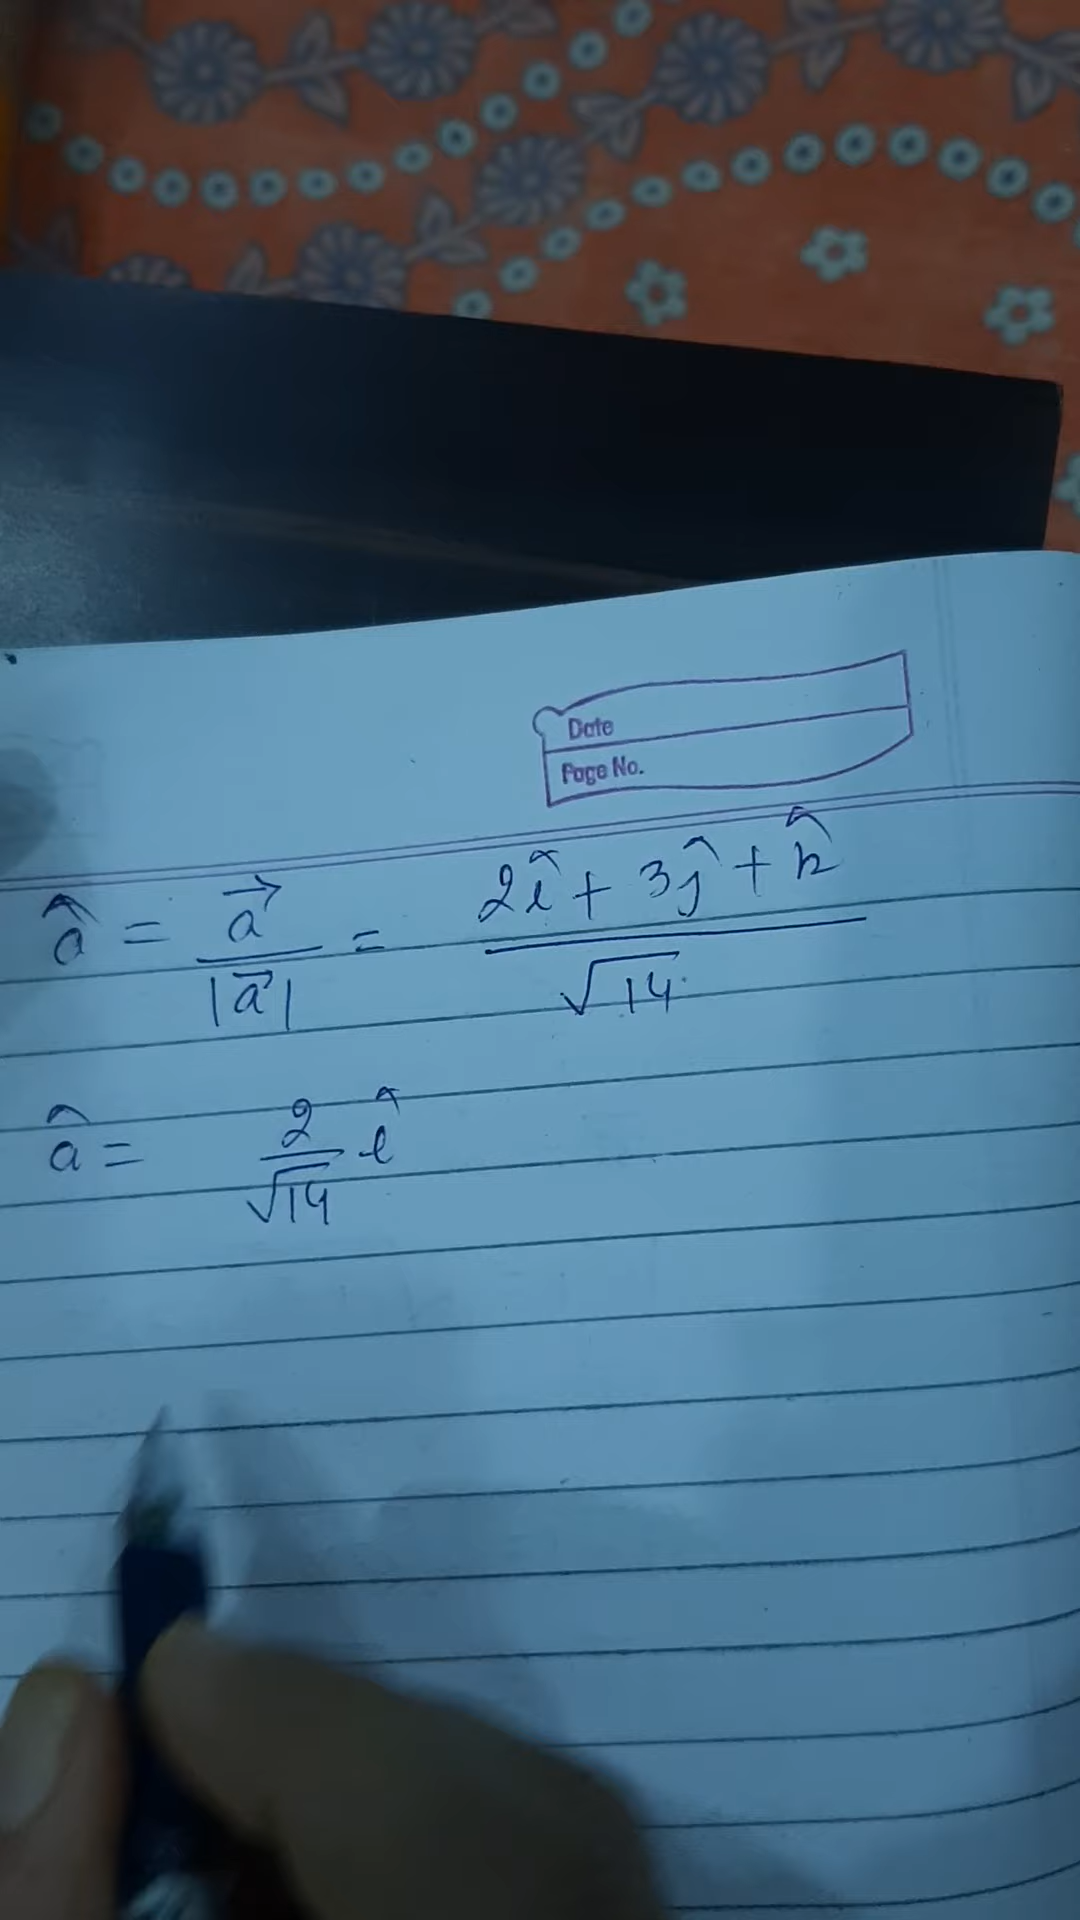 Date
Page No.
â = a⃗ / |a⃗| = 2î + 3ĵ + k̂ / √14
â = 2/√14 î